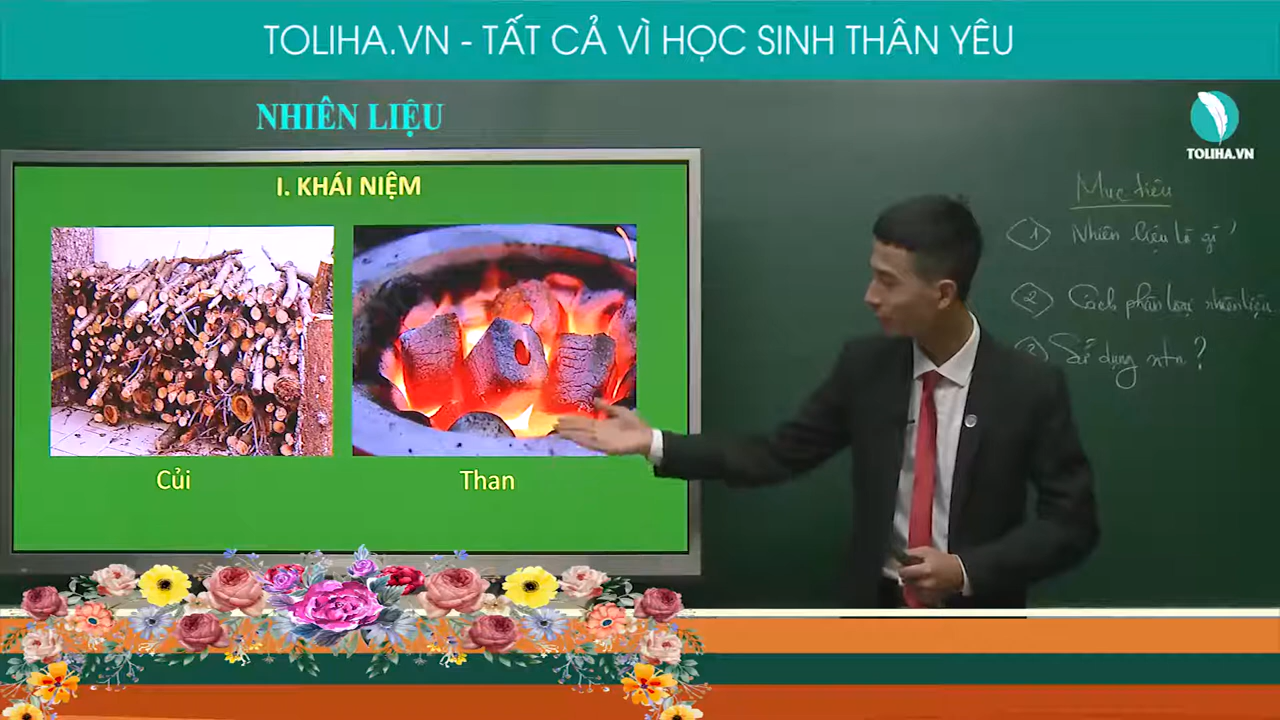 TOLIHA.VN - TẤT CẢ VÌ HỌC SINH THÂN YÊU
NHIÊN LIỆU
TOLIHA.VN
I. KHÁI NIỆM
Củi
Than
Mục tiêu
1 Nhiên liệu là gì ?
2 Cách phân loại nhiên liệu
3 Sử dụng ntn ?